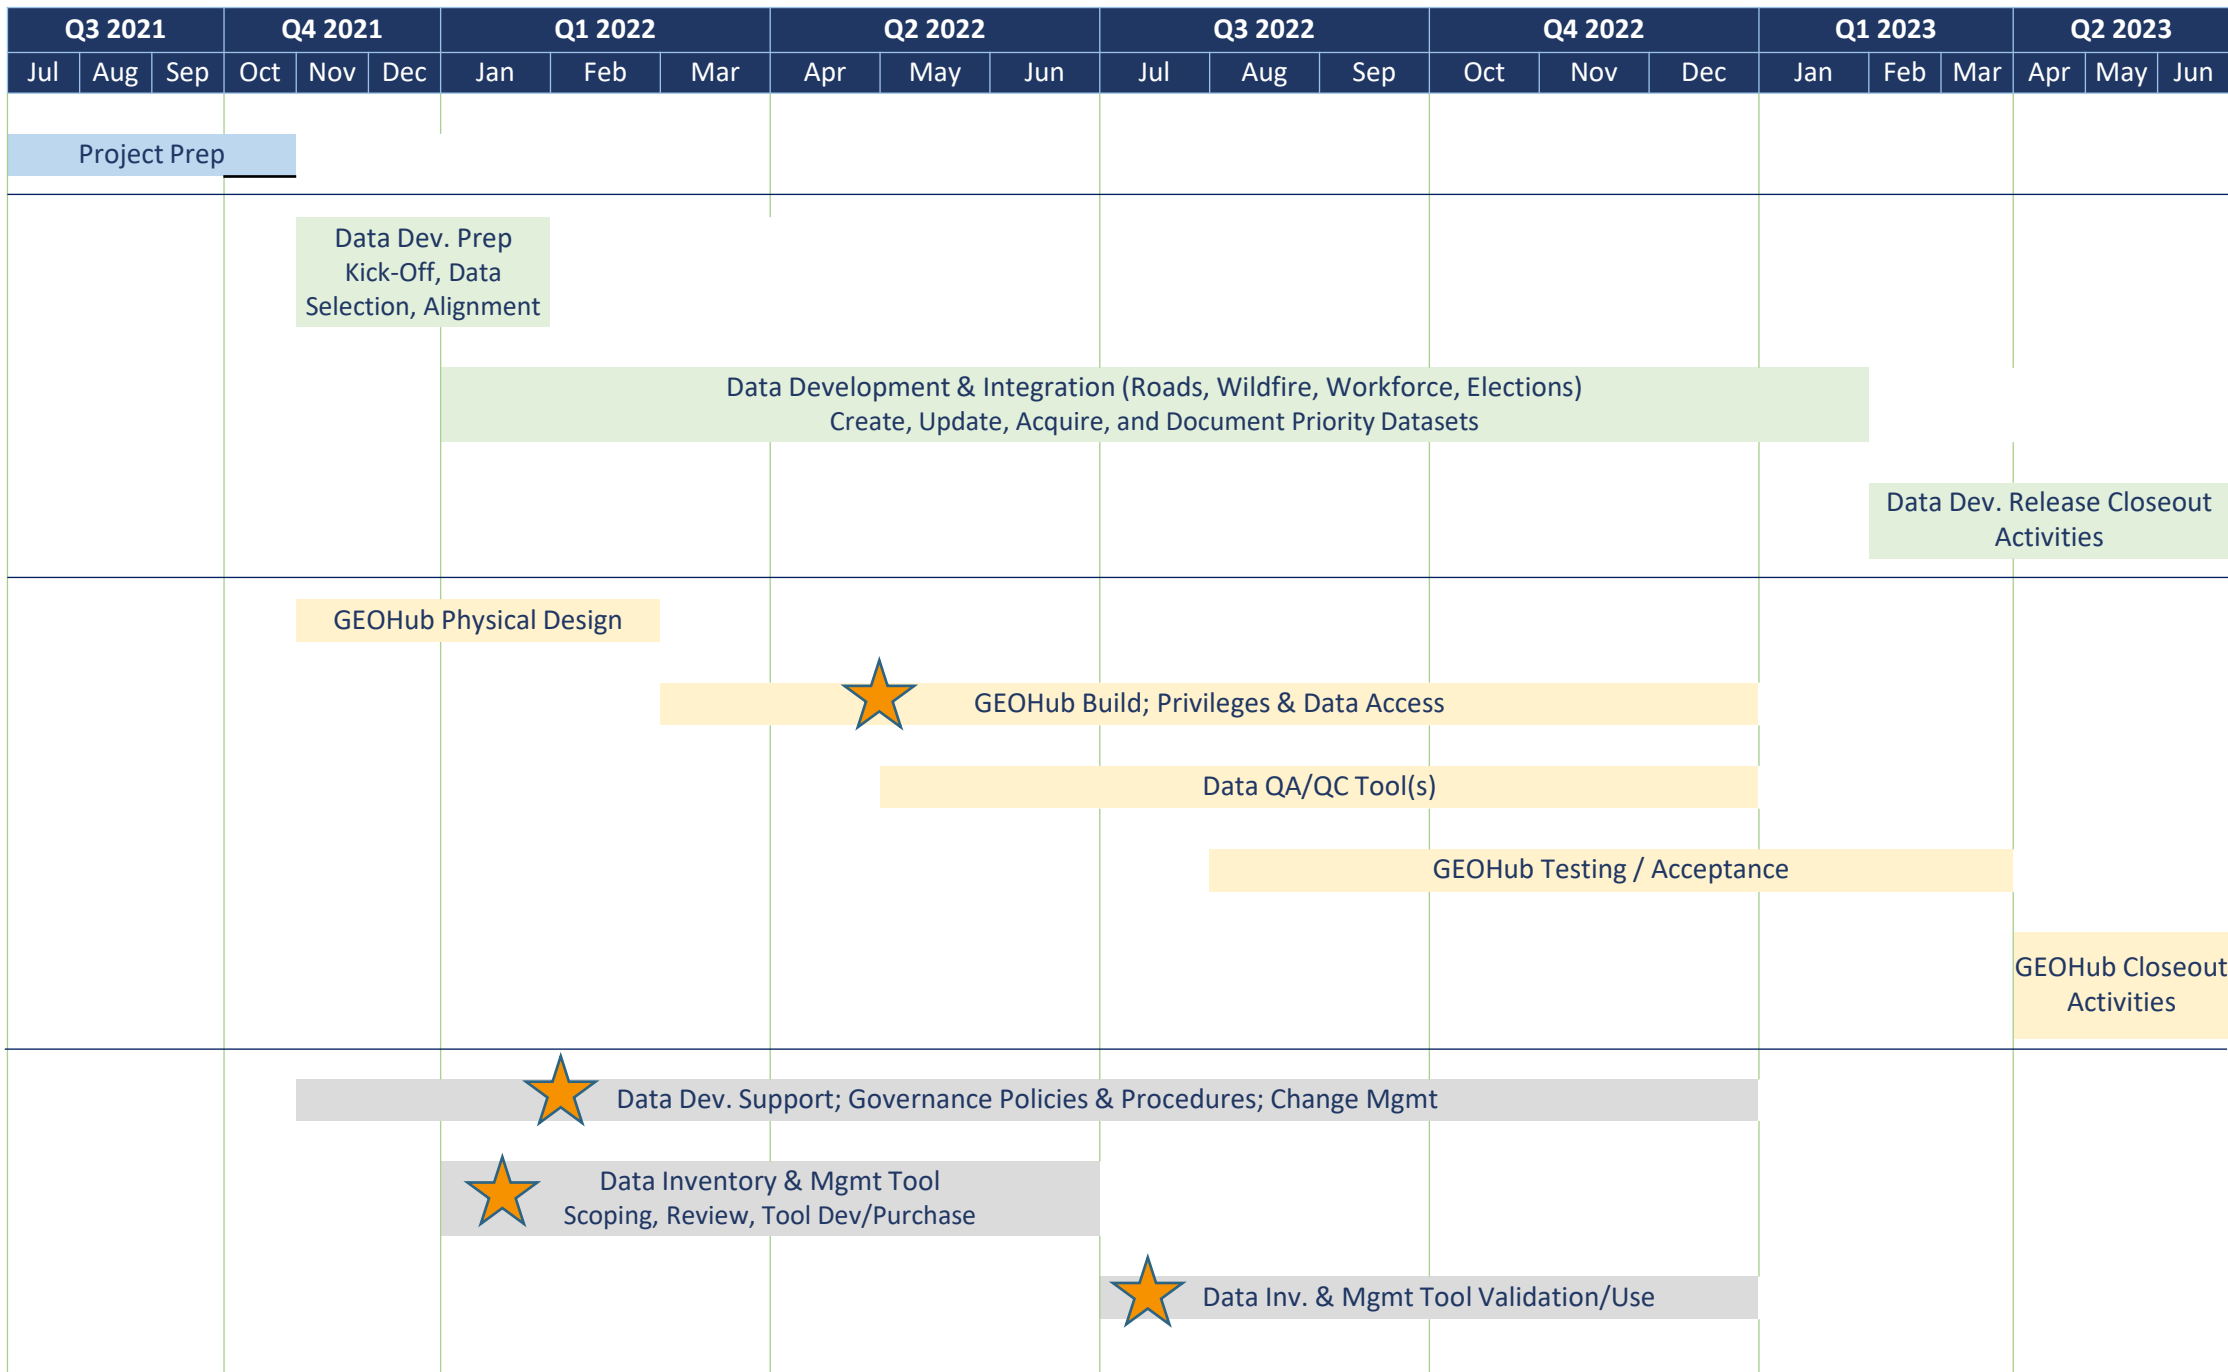 Q3 2021 Q4 2021 Q1 2022 Q2 2022 Q3 2022 Q4 2022 Q1 2023 Q2 2023
Jul Aug Sep Oct Nov Dec Jan Feb Mar Apr May Jun Jul Aug Sep Oct Nov Dec Jan Feb Mar Apr May Jun
Project Prep
Data Dev. Prep
Kick-Off, Data
Selection, Alignment
Data Development & Integration (Roads, Wildfire, Workforce, Elections)
Create, Update, Acquire, and Document Priority Datasets
Data Dev. Release Closeout
Activities
GEOHub Physical Design
GEOHub Build; Privileges & Data Access
Data QA/QC Tool(s)
GEOHub Testing / Acceptance
GEOHub Closeout
Activities
Data Dev. Support; Governance Policies & Procedures; Change Mgmt
Data Inventory & Mgmt Tool
Scoping, Review, Tool Dev/Purchase
Data Inv. & Mgmt Tool Validation/Use